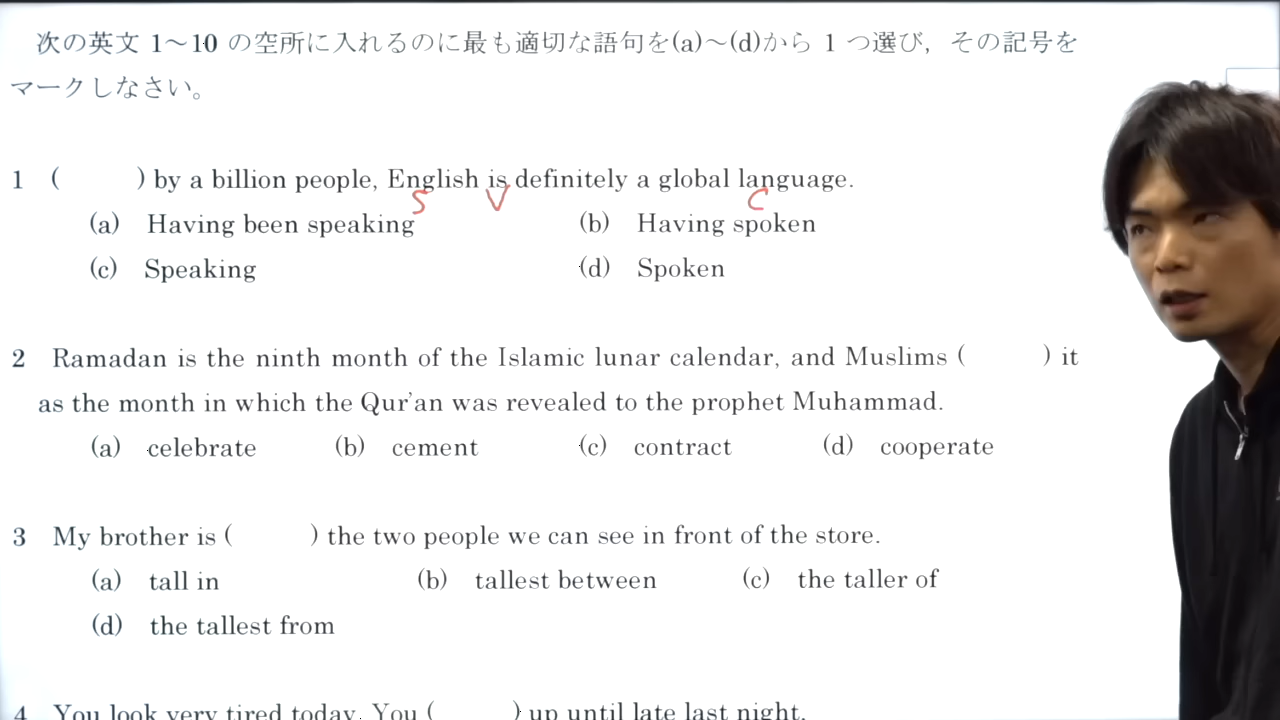 次の英文 1〜10 の空所に入れるのに最も適切な語句を(a)〜(d)から 1 つ選び，その記号を
マークしなさい。
1 (   ) by a billion people, English is definitely a global language.
S V C
(a) Having been speaking (b) Having spoken
(c) Speaking (d) Spoken
2 Ramadan is the ninth month of the Islamic lunar calendar, and Muslims (   ) it
as the month in which the Qur'an was revealed to the prophet Muhammad.
(a) celebrate (b) cement (c) contract (d) cooperate
3 My brother is (   ) the two people we can see in front of the store.
(a) tall in (b) tallest between (c) the taller of
(d) the tallest from
4 You look very tired today. You (   ) up until late last night.